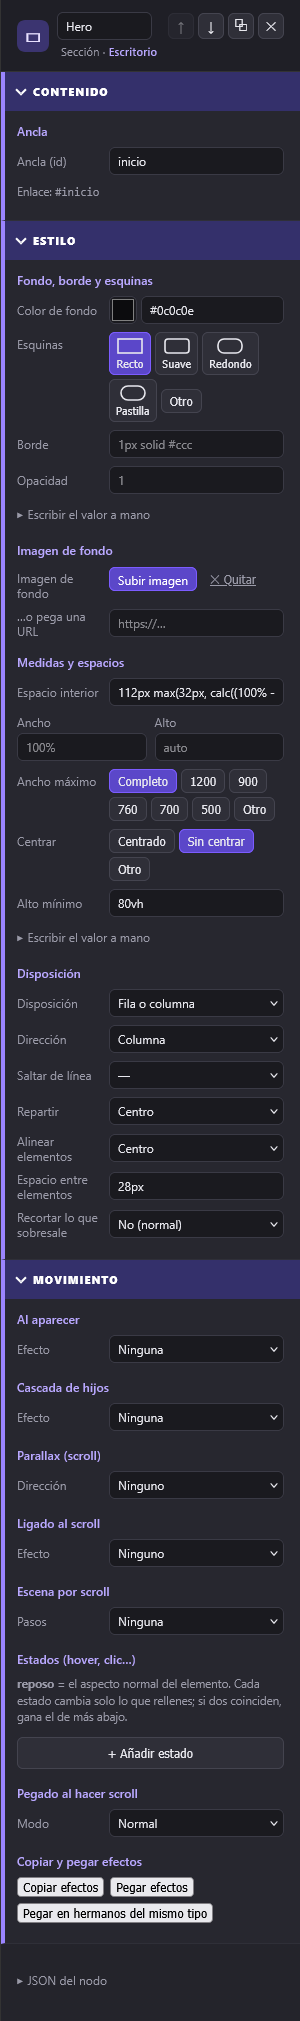 Hero
Sección · Escritorio
CONTENIDO
Ancla
Ancla (id)
inicio
Enlace: #inicio
ESTILO
Fondo, borde y esquinas
Color de fondo
#0c0c0e
Esquinas
Recto
Suave
Redondo
Pastilla
Otro
Borde
1px solid #ccc
Opacidad
1
▸ Escribir el valor a mano
Imagen de fondo
Imagen de
fondo
Subir imagen
✕ Quitar
...o pega una
URL
https://...
Medidas y espacios
Espacio interior
112px max(32px, calc((100% -
Ancho
Alto
100%
auto
Ancho máximo
Completo
1200
900
760
700
500
Otro
Centrar
Centrado
Sin centrar
Otro
Alto mínimo
80vh
▸ Escribir el valor a mano
Disposición
Disposición
Fila o columna
Dirección
Columna
Saltar de línea
—
Repartir
Centro
Alinear
elementos
Centro
Espacio entre
elementos
28px
Recortar lo que
sobresale
No (normal)
MOVIMIENTO
Al aparecer
Efecto
Ninguna
Cascada de hijos
Efecto
Ninguna
Parallax (scroll)
Dirección
Ninguno
Ligado al scroll
Efecto
Ninguno
Escena por scroll
Pasos
Ninguna
Estados (hover, clic...)
reposo = el aspecto normal del elemento. Cada
estado cambia solo lo que rellenes; si dos coinciden,
gana el de más abajo.
+ Añadir estado
Pegado al hacer scroll
Modo
Normal
Copiar y pegar efectos
Copiar efectos
Pegar efectos
Pegar en hermanos del mismo tipo
▸ JSON del nodo